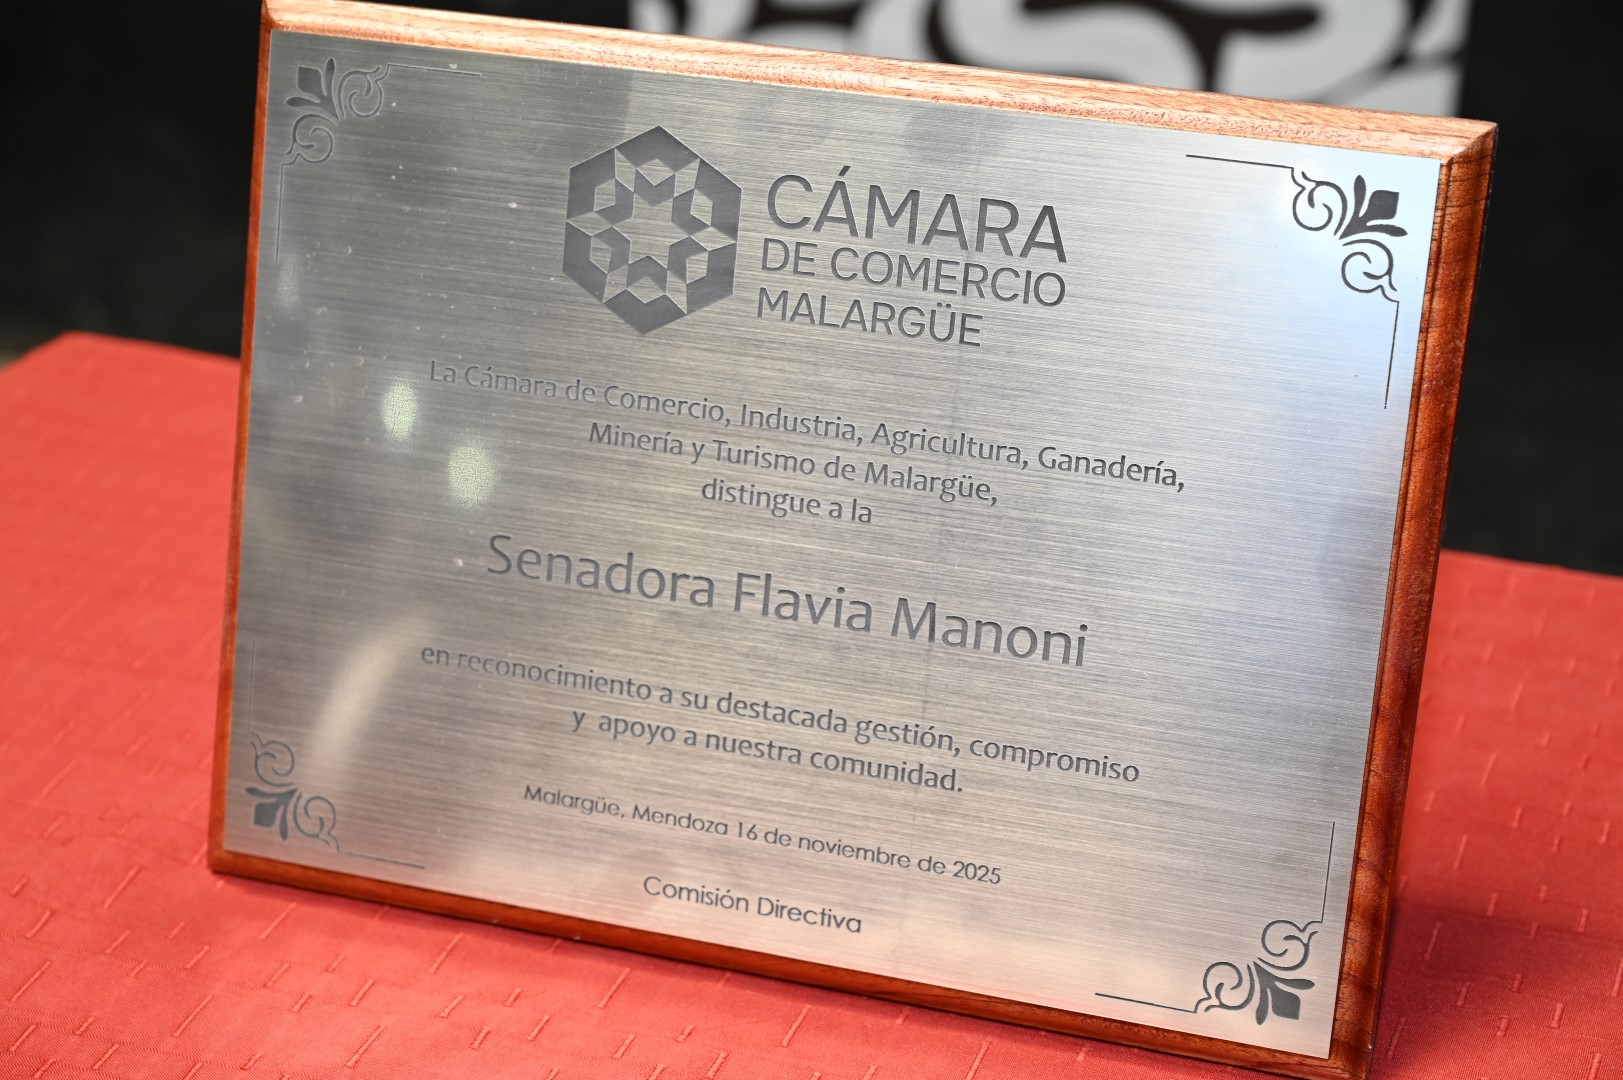 CÁMARA
DE COMERCIO
MALARGÜE
La Cámara de Comercio, Industria, Agricultura, Ganadería,
Minería y Turismo de Malargüe,
distingue a la
Senadora Flavia Manoni
en reconocimiento a su destacada gestión, compromiso
y apoyo a nuestra comunidad.
Malargüe, Mendoza 16 de noviembre de 2025
Comisión Directiva